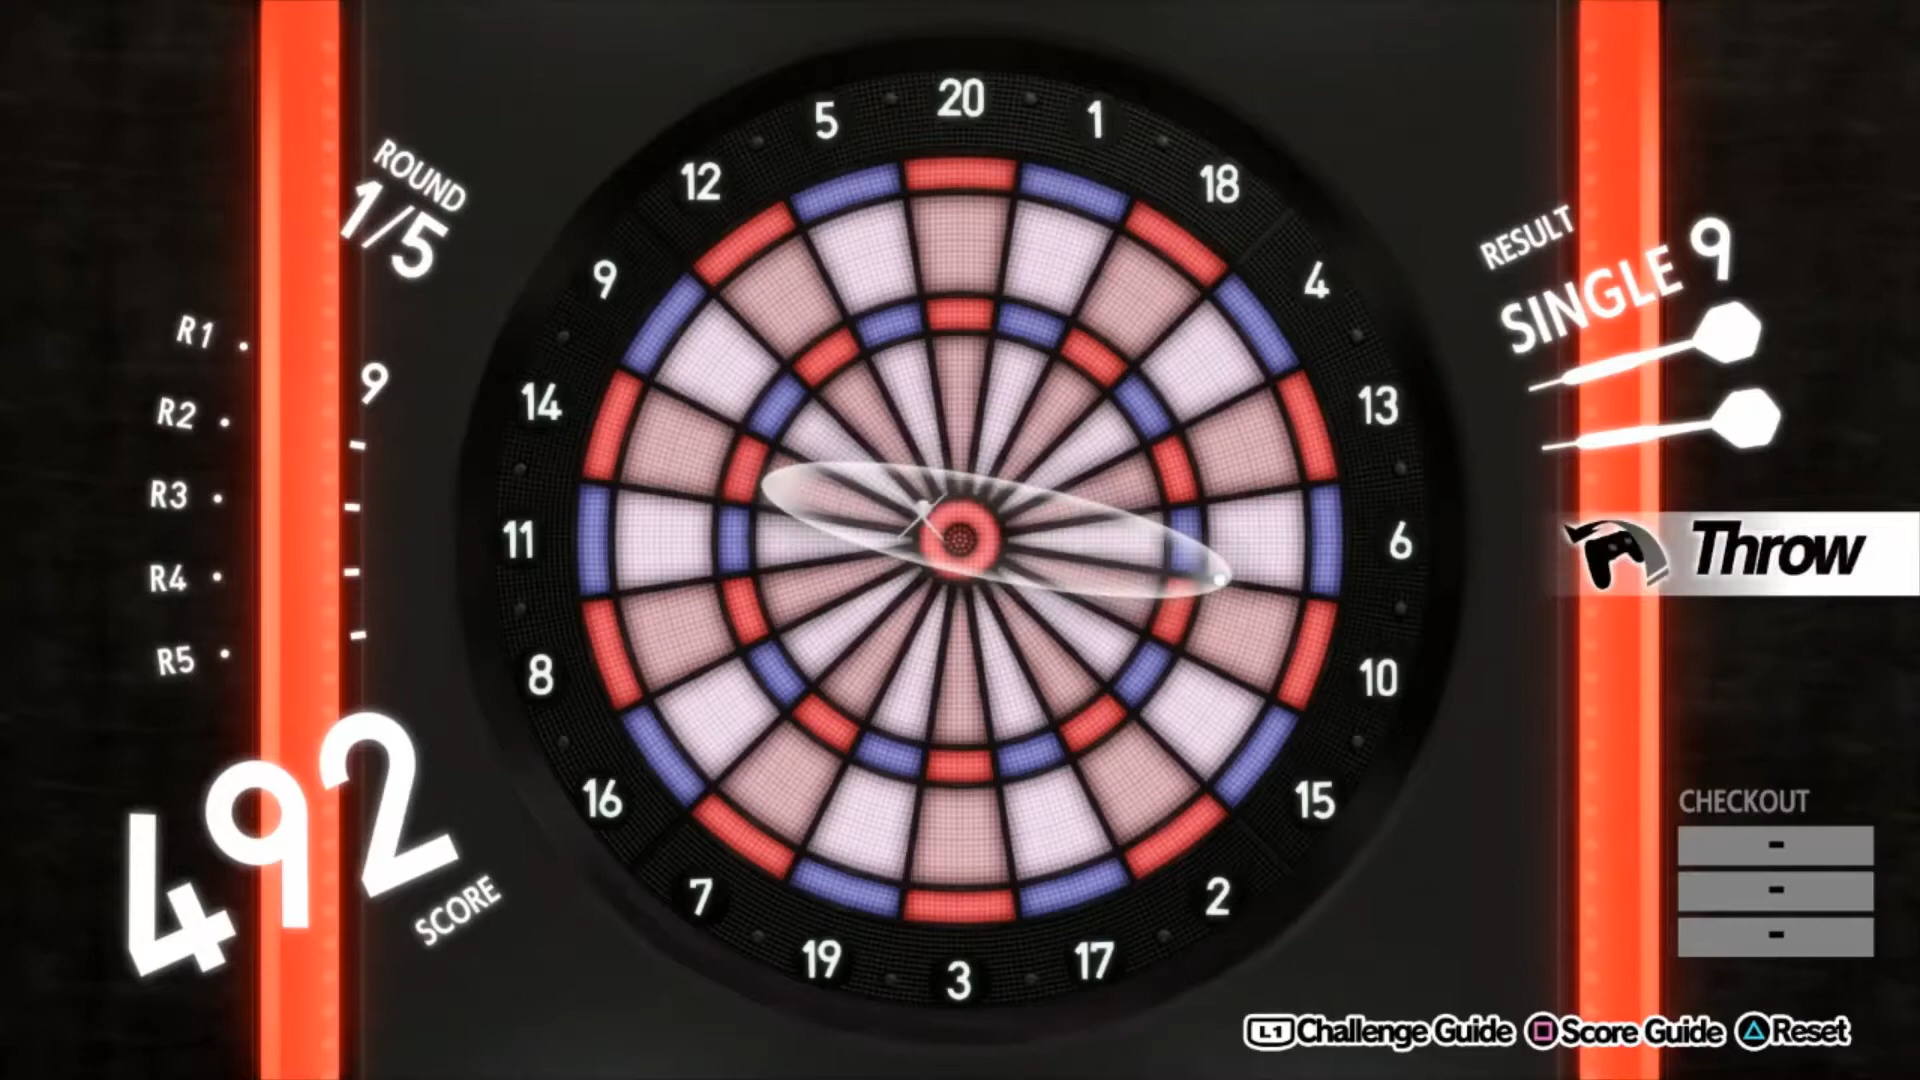 ROUND
1/5
R1
R2
R3
R4
R5
9
-
-
-
-
492
SCORE
20
1
18
4
13
6
10
15
2
17
3
19
7
16
8
11
14
9
12
5
RESULT
SINGLE 9
Throw
CHECKOUT
-
-
-
L1 Challenge Guide Score Guide Reset